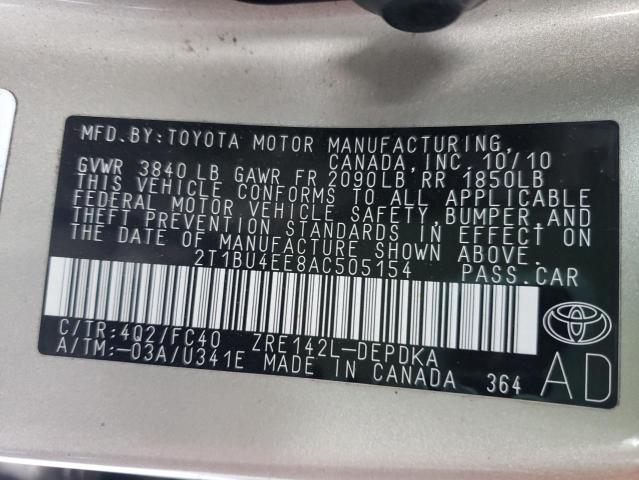 MFD.BY:TOYOTA MOTOR MANUFACTURING,
CANADA,INC.10/10
GVWR 3840 LB GAWR FR 2090LB,RR 1850LB
THIS VEHICLE CONFORMS TO ALL APPLICABLE
FEDERAL MOTOR VEHICLE SAFETY,BUMPER,AND
THEFT PREVENTION STANDARDS IN EFFECT ON
THE DATE OF MANUFACTURE SHOWN ABOVE.
2T1BU4EE8AC505154 PASS.CAR
C/TR:4Q2/FC40 ZRE142L-DEPDKA
A/TM:-03A/U341E MADE IN CANADA 364
AD